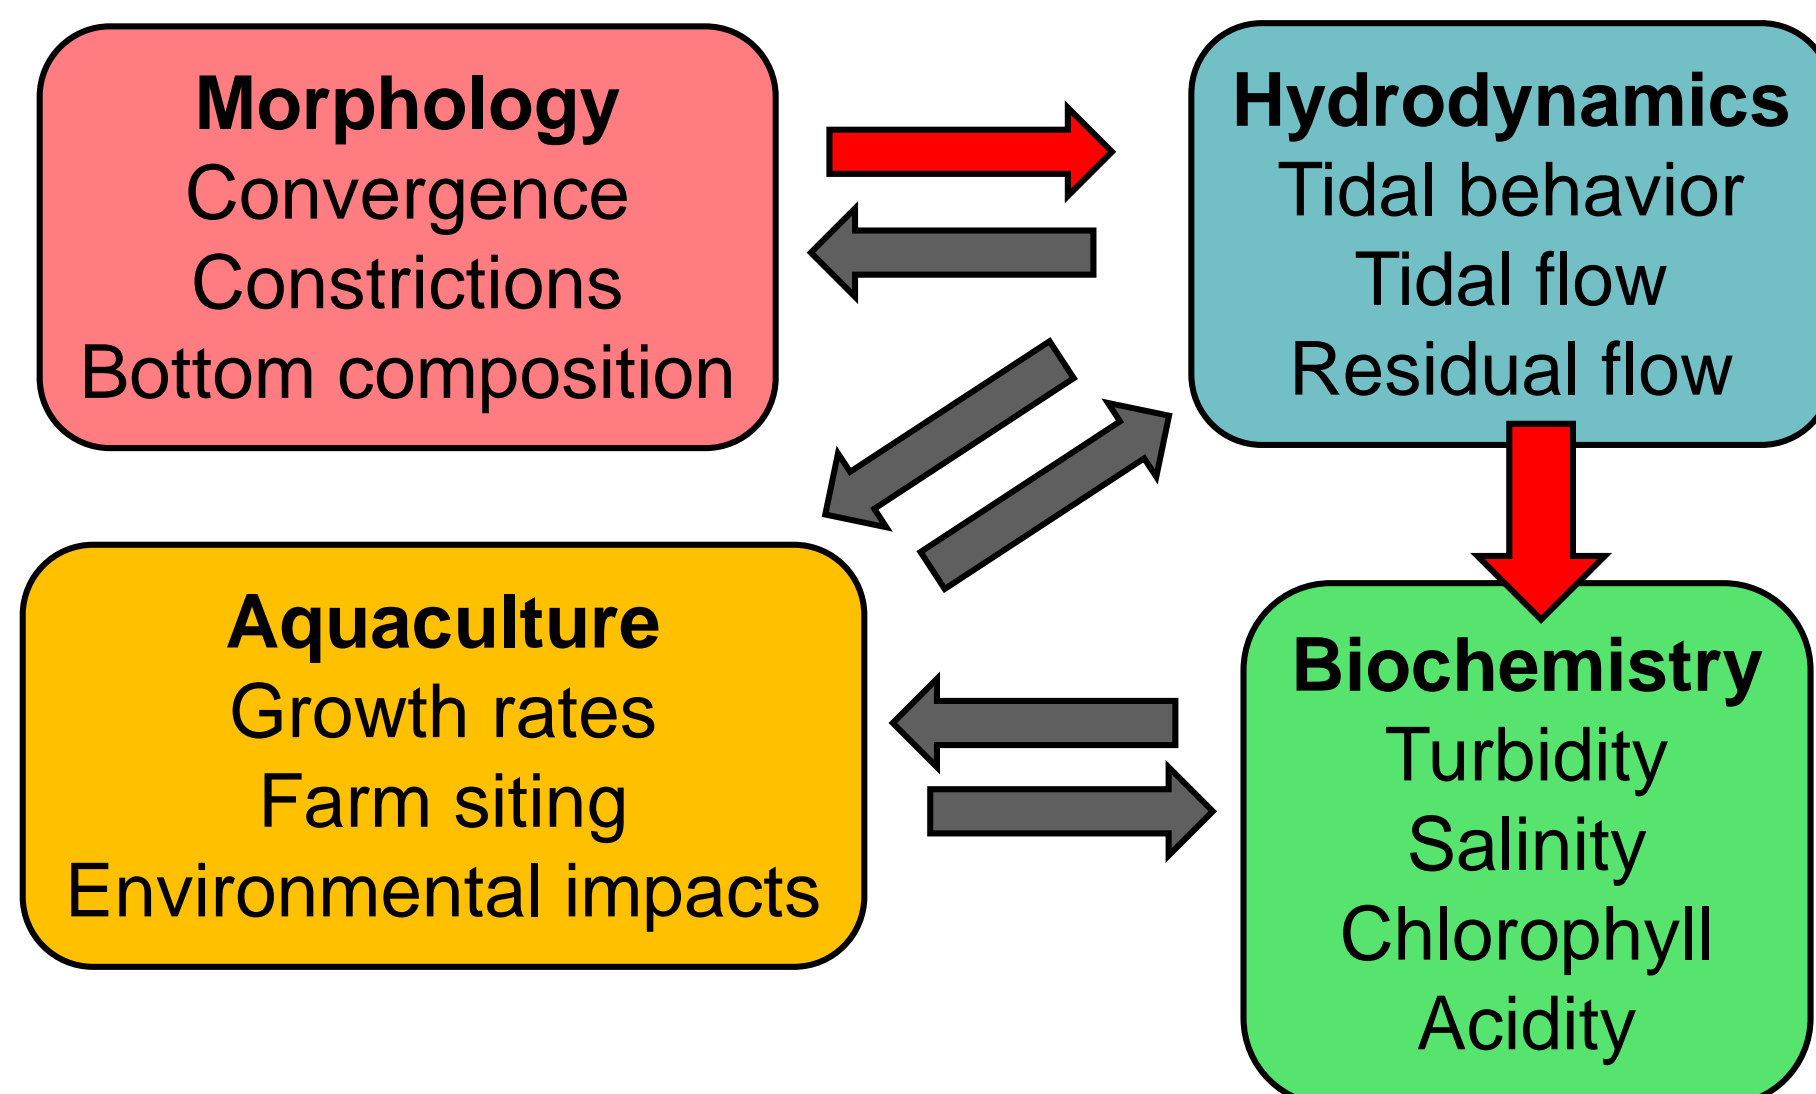 Morphology
Convergence
Constrictions
Bottom composition
Hydrodynamics
Tidal behavior
Tidal flow
Residual flow
Aquaculture
Growth rates
Farm siting
Environmental impacts
Biochemistry
Turbidity
Salinity
Chlorophyll
Acidity